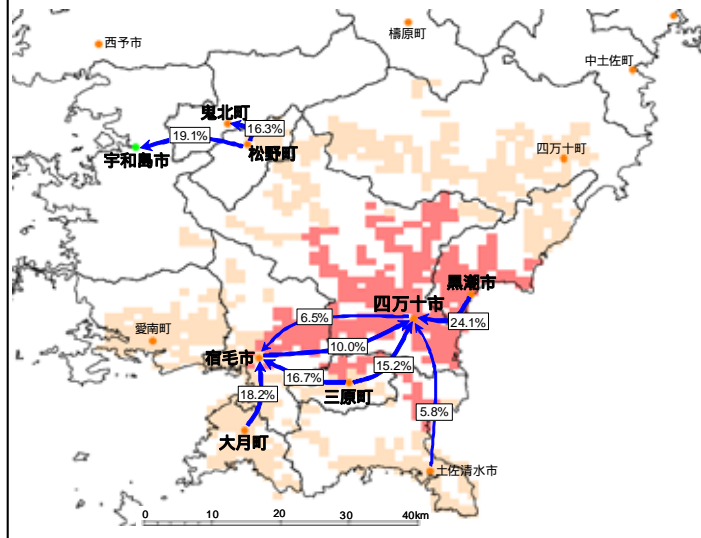 檮原町
西予市
中土佐町
鬼北町
16.3%
19.1%
宇和島市
松野町
四万十町
黒潮市
四万十市
6.5%
24.1%
愛南町
10.0%
宿毛市
15.2%
16.7%
18.2%
三原町
5.8%
大月町
土佐清水市
0 10 20 30 40km